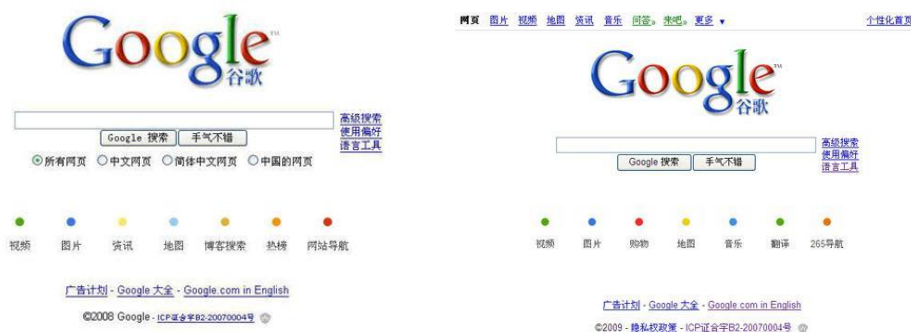 Google™
谷歌
高级搜索
Google 搜索 手气不错
使用偏好
语言工具
所有网页 中文网页 简体中文网页 中国的网页
视频 图片 资讯 地图 博客搜索 热榜 网站导航
广告计划 - Google 大全 - Google.com in English
©2008 Google - ICP证合字B2-20070004号
网页 图片 视频 地图 资讯 音乐 问答 来吧 更多 ▼ 个性化首页
Google™
谷歌
高级搜索
使用偏好
Google 搜索 手气不错
语言工具
视频 图片 购物 地图 音乐 翻译 265导航
广告计划 - Google 大全 - Google.com in English
©2009 - 隐私权政策 - ICP证合字B2-20070004号